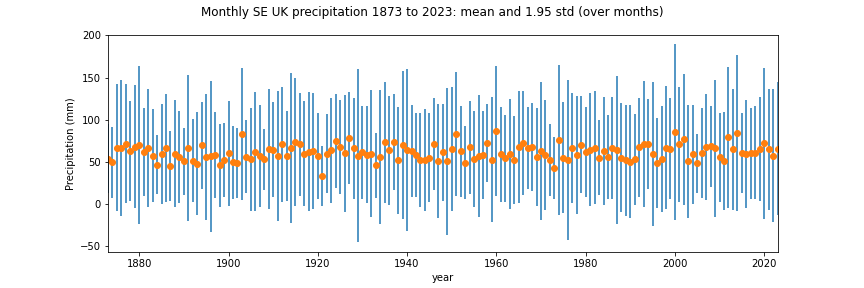 Monthly SE UK precipitation 1873 to 2023: mean and 1.95 std (over months)
200
150
100
50
0
−50
Precipitation (mm)
1880 1900 1920 1940 1960 1980 2000 2020
year